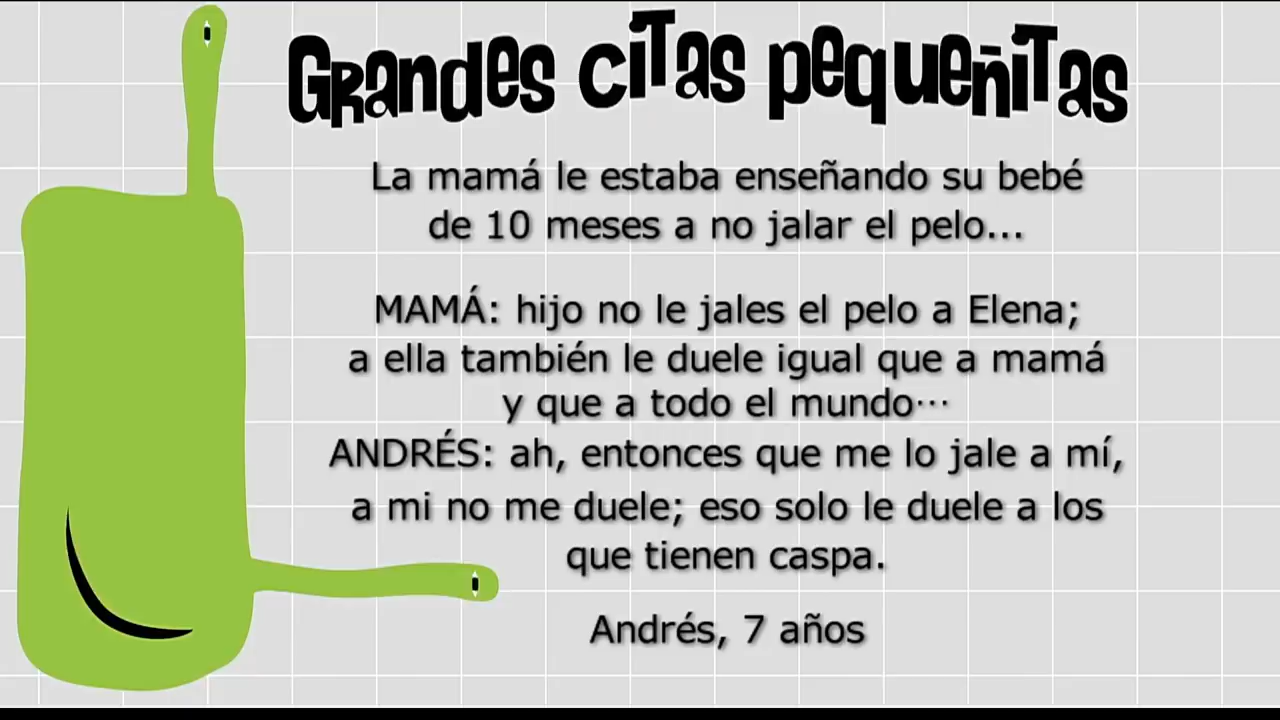 Grandes citas pequeñitas
La mamá le estaba enseñando su bebé
de 10 meses a no jalar el pelo...
MAMÁ: hijo no le jales el pelo a Elena;
a ella también le duele igual que a mamá
y que a todo el mundo···
ANDRÉS: ah, entonces que me lo jale a mí,
a mi no me duele; eso solo le duele a los
que tienen caspa.
Andrés, 7 años